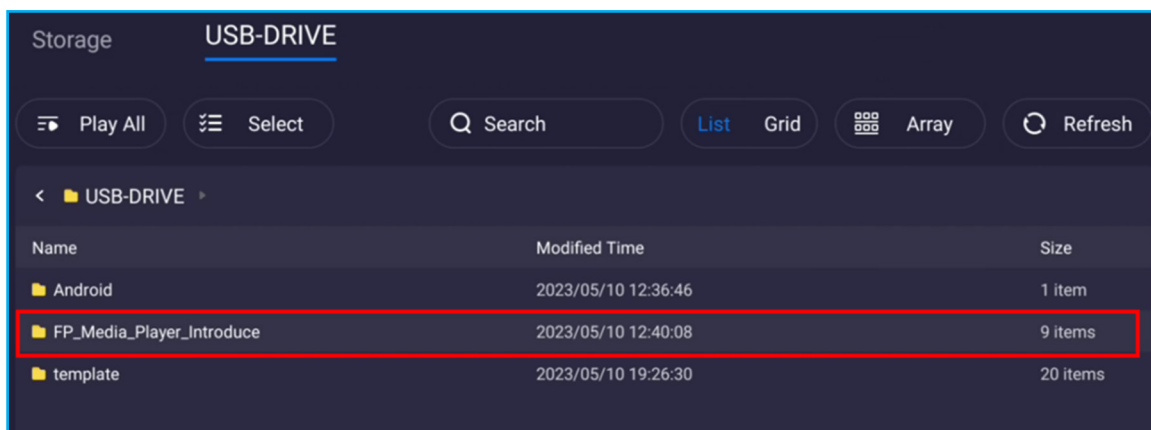 Storage USB-DRIVE
Play All Select Search List Grid Array Refresh
USB-DRIVE
Name Modified Time Size
Android 2023/05/10 12:36:46 1 item
FP_Media_Player_Introduce 2023/05/10 12:40:08 9 items
template 2023/05/10 19:26:30 20 items